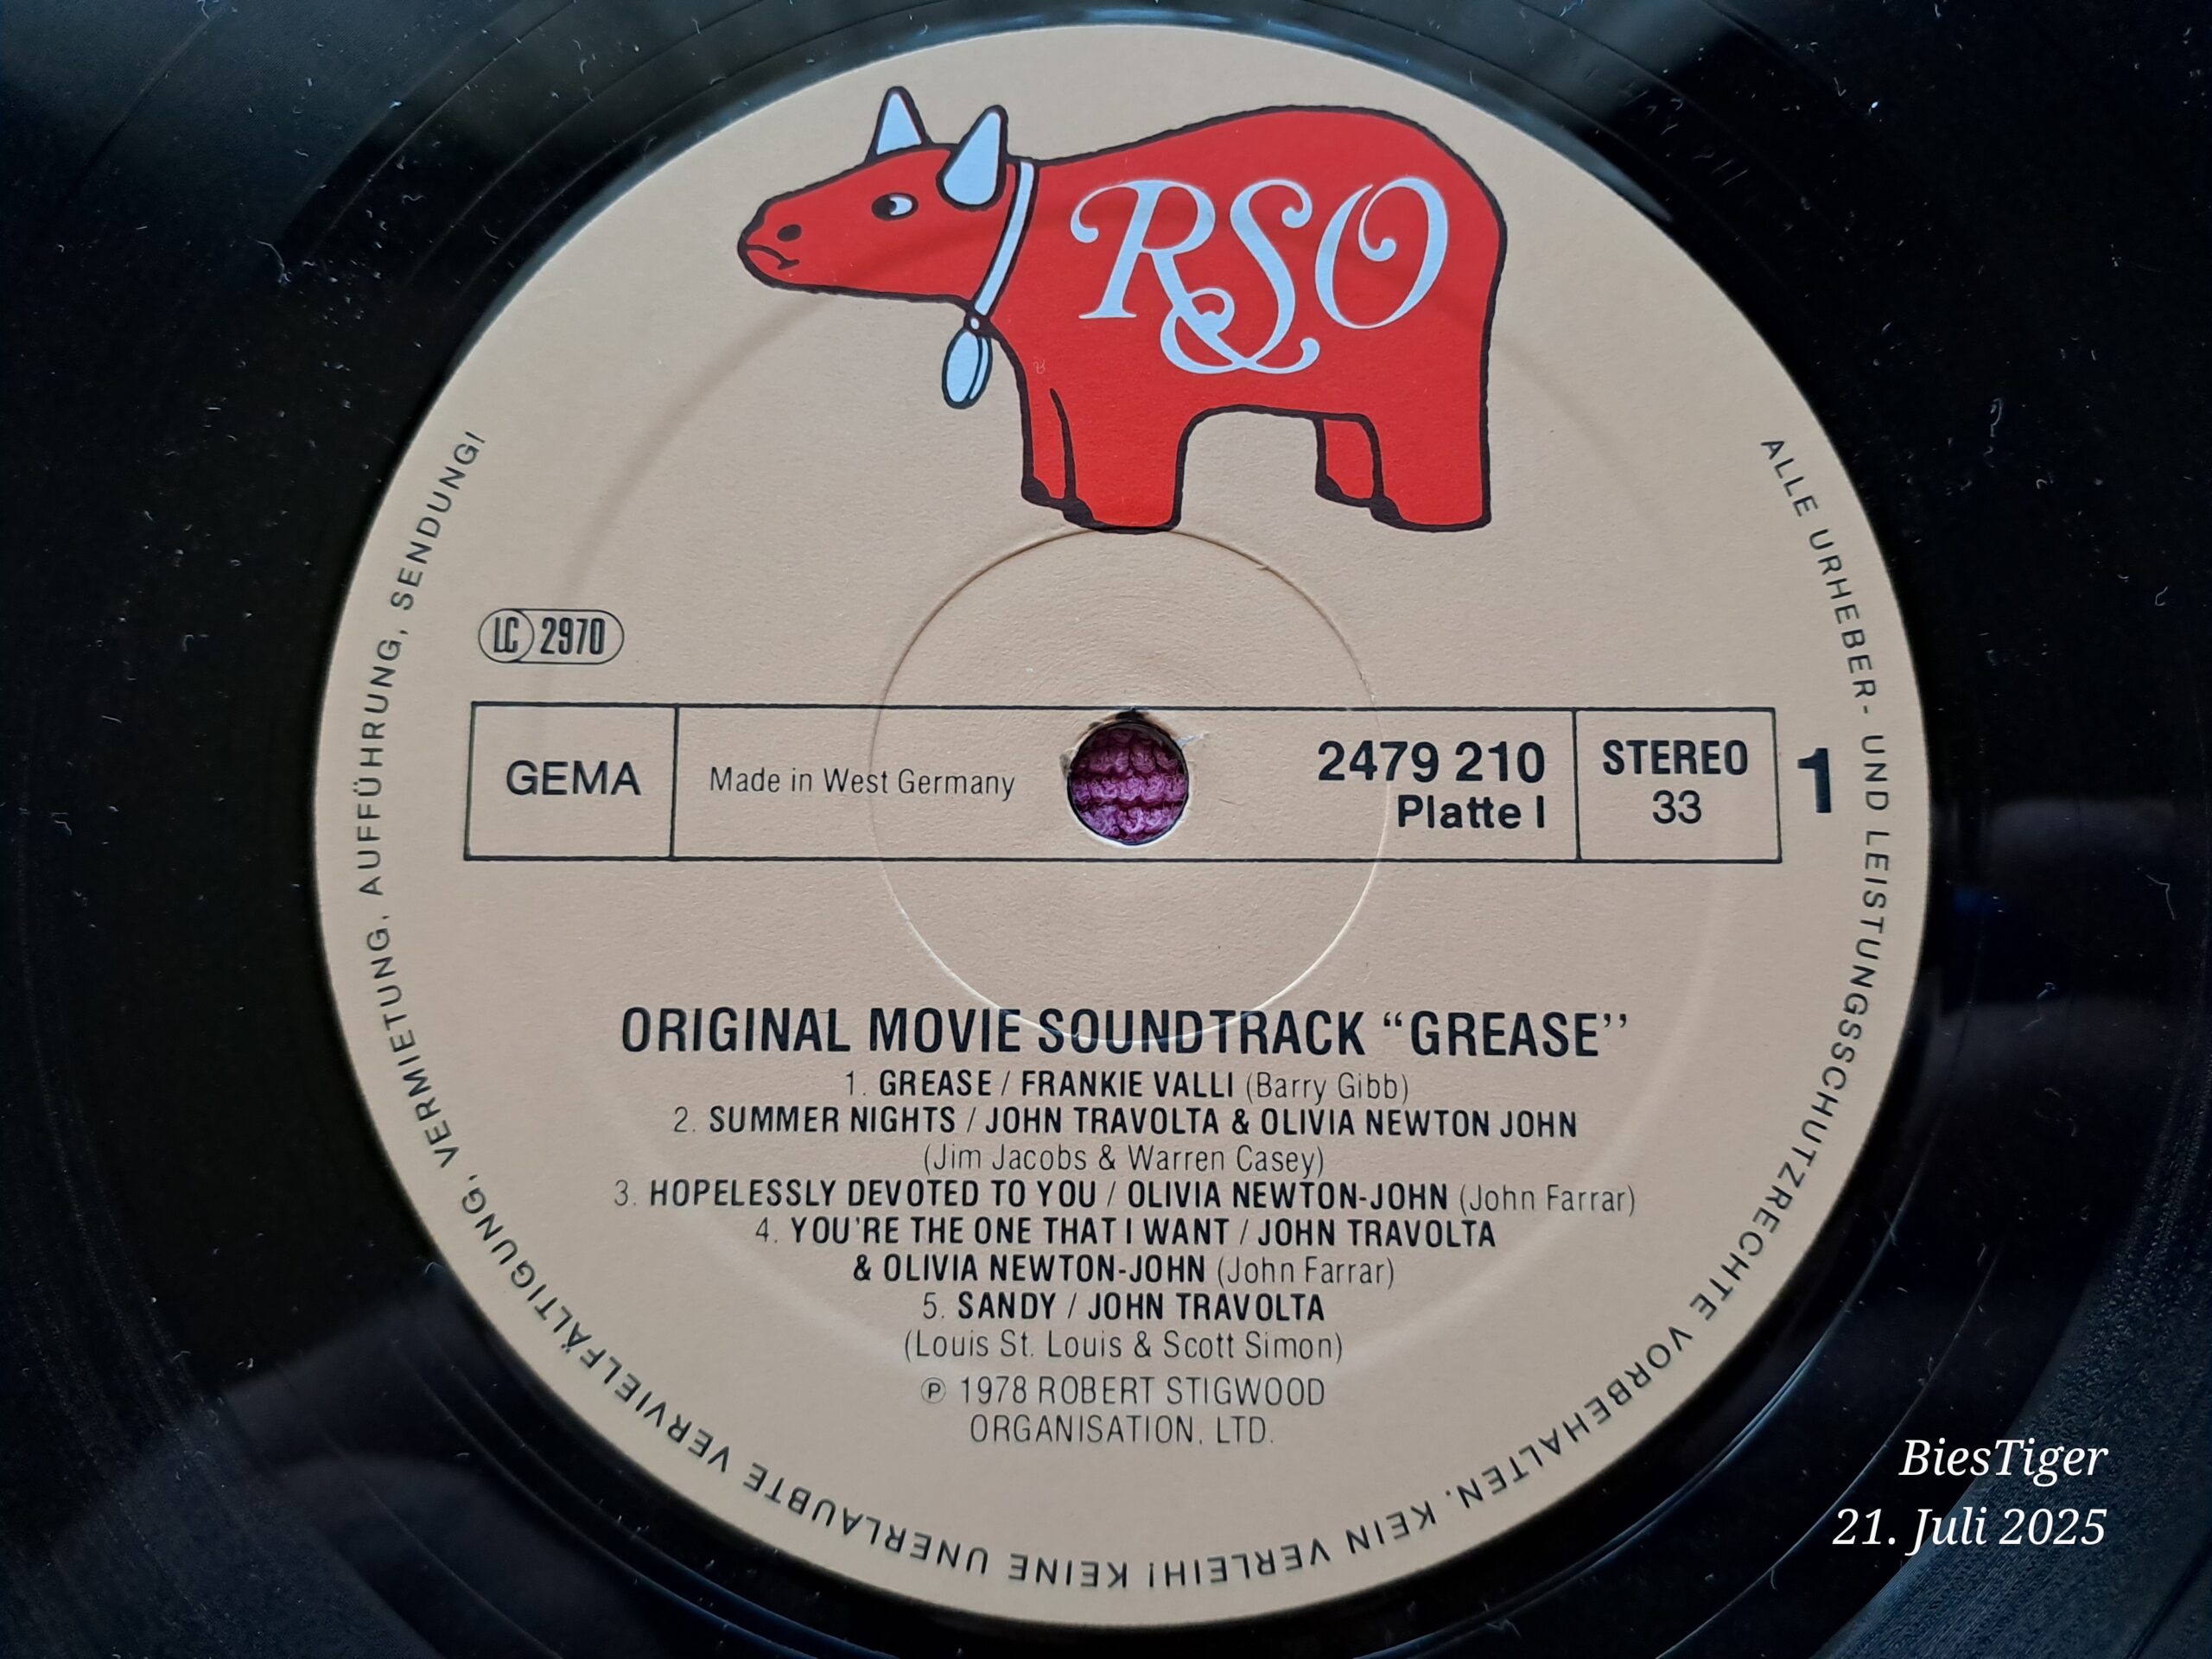 RSO
LC 2970
GEMA
Made in West Germany
2479 210
Platte I
STEREO
33
1
ORIGINAL MOVIE SOUNDTRACK “GREASE’’
1. GREASE / FRANKIE VALLI (Barry Gibb)
2. SUMMER NIGHTS / JOHN TRAVOLTA & OLIVIA NEWTON JOHN
(Jim Jacobs & Warren Casey)
3. HOPELESSLY DEVOTED TO YOU / OLIVIA NEWTON-JOHN (John Farrar)
4. YOU'RE THE ONE THAT I WANT / JOHN TRAVOLTA
& OLIVIA NEWTON-JOHN (John Farrar)
5. SANDY / JOHN TRAVOLTA
(Louis St. Louis & Scott Simon)
℗ 1978 ROBERT STIGWOOD
ORGANISATION, LTD.
ALLE URHEBER- UND LEISTUNGSSCHUTZRECHTE VORBEHALTEN. KEIN VERLEIH! KEINE UNERLAUBTE VERVIELFÄLTIGUNG, VERMIETUNG, AUFFÜHRUNG, SENDUNG!
BiesTiger
21. Juli 2025